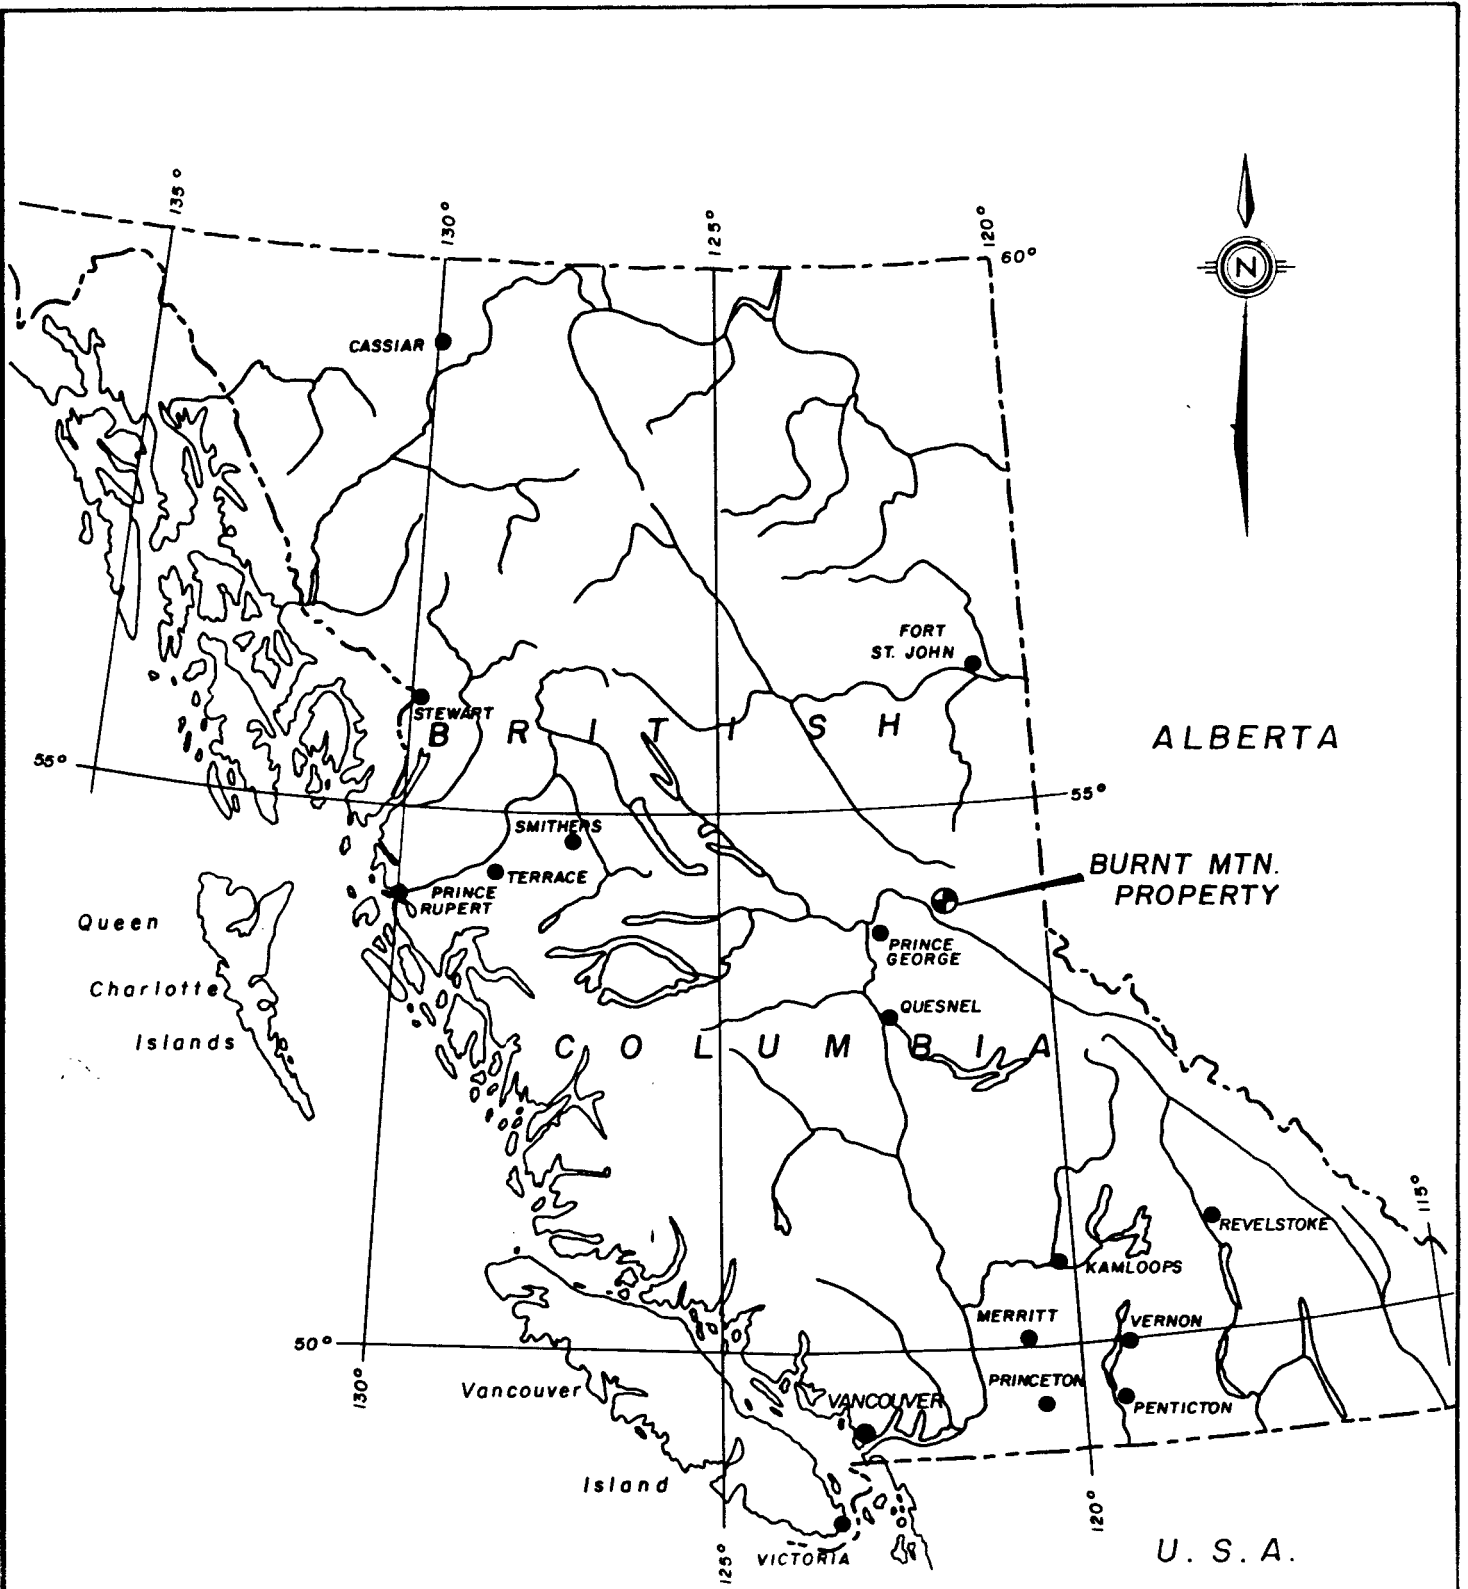 135°
130°
125°
120°
60°
N
CASSIAR
FORT
ST. JOHN
STEWART
BRITISH
ALBERTA
55°
55°
SMITHERS
TERRACE
PRINCE
RUPERT
BURNT MTN.
PROPERTY
Queen
Charlotte
Islands
PRINCE
GEORGE
QUESNEL
COLUMBIA
115°
REVELSTOKE
KAMLOOPS
MERRITT
VERNON
50°
130°
Vancouver
Island
VANCOUVER
PRINCETON
PENTICTON
120°
125°
VICTORIA
U.S.A.